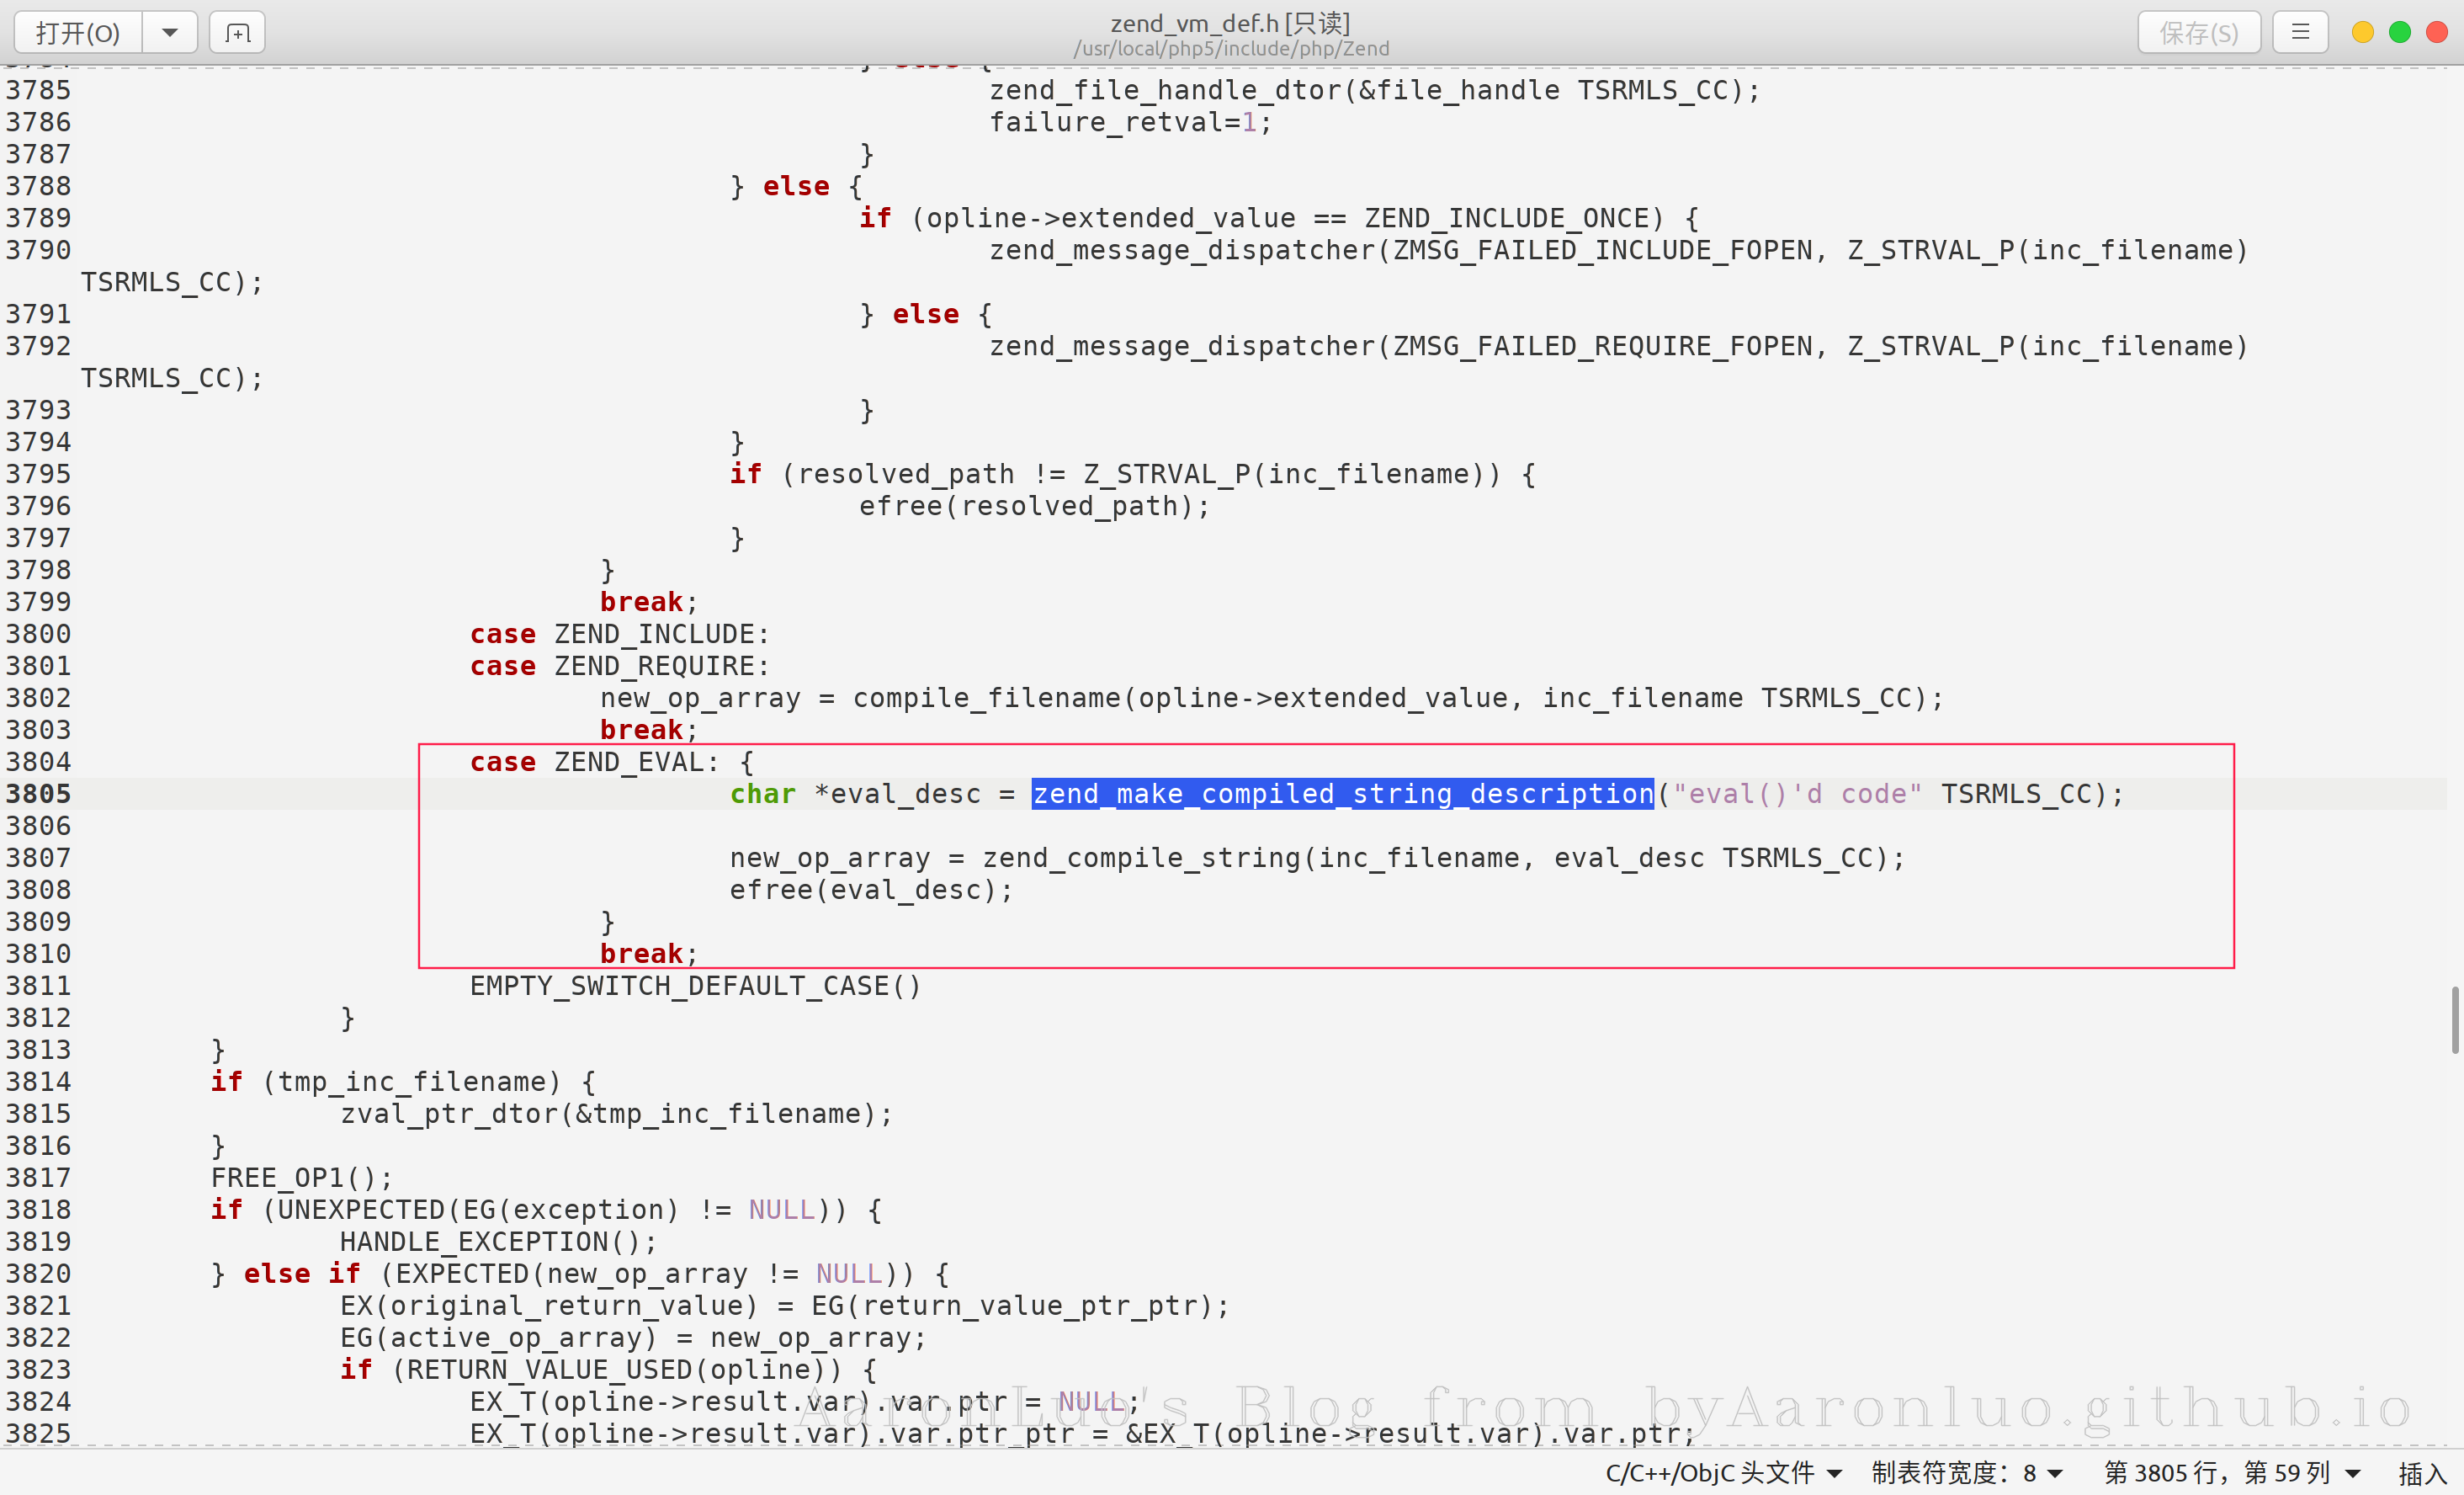 打开(O)
zend_vm_def.h [只读]
/usr/local/php5/include/php/Zend
保存(S)
} else {
3785 zend_file_handle_dtor(&file_handle TSRMLS_CC);
3786 failure_retval=1;
3787 }
3788 } else {
3789 if (opline->extended_value == ZEND_INCLUDE_ONCE) {
3790 zend_message_dispatcher(ZMSG_FAILED_INCLUDE_FOPEN, Z_STRVAL_P(inc_filename)
TSRMLS_CC);
3791 } else {
3792 zend_message_dispatcher(ZMSG_FAILED_REQUIRE_FOPEN, Z_STRVAL_P(inc_filename)
TSRMLS_CC);
3793 }
3794 }
3795 if (resolved_path != Z_STRVAL_P(inc_filename)) {
3796 efree(resolved_path);
3797 }
3798 }
3799 break;
3800 case ZEND_INCLUDE:
3801 case ZEND_REQUIRE:
3802 new_op_array = compile_filename(opline->extended_value, inc_filename TSRMLS_CC);
3803 break;
3804 case ZEND_EVAL: {
3805 char *eval_desc = zend_make_compiled_string_description("eval()'d code" TSRMLS_CC);
3806
3807 new_op_array = zend_compile_string(inc_filename, eval_desc TSRMLS_CC);
3808 efree(eval_desc);
3809 }
3810 break;
3811 EMPTY_SWITCH_DEFAULT_CASE()
3812 }
3813 }
3814 if (tmp_inc_filename) {
3815 zval_ptr_dtor(&tmp_inc_filename);
3816 }
3817 FREE_OP1();
3818 if (UNEXPECTED(EG(exception) != NULL)) {
3819 HANDLE_EXCEPTION();
3820 } else if (EXPECTED(new_op_array != NULL)) {
3821 EX(original_return_value) = EG(return_value_ptr_ptr);
3822 EG(active_op_array) = new_op_array;
3823 if (RETURN_VALUE_USED(opline)) {
3824 EX_T(opline->result.var).var.ptr = NULL;
3825 EX_T(opline->result.var).var.ptr_ptr = &EX_T(opline->result.var).var.ptr;
AaronLuo's Blog from byAaronluo.github.io
C/C++/ObjC 头文件 制表符宽度：8 第 3805 行，第 59 列 插入